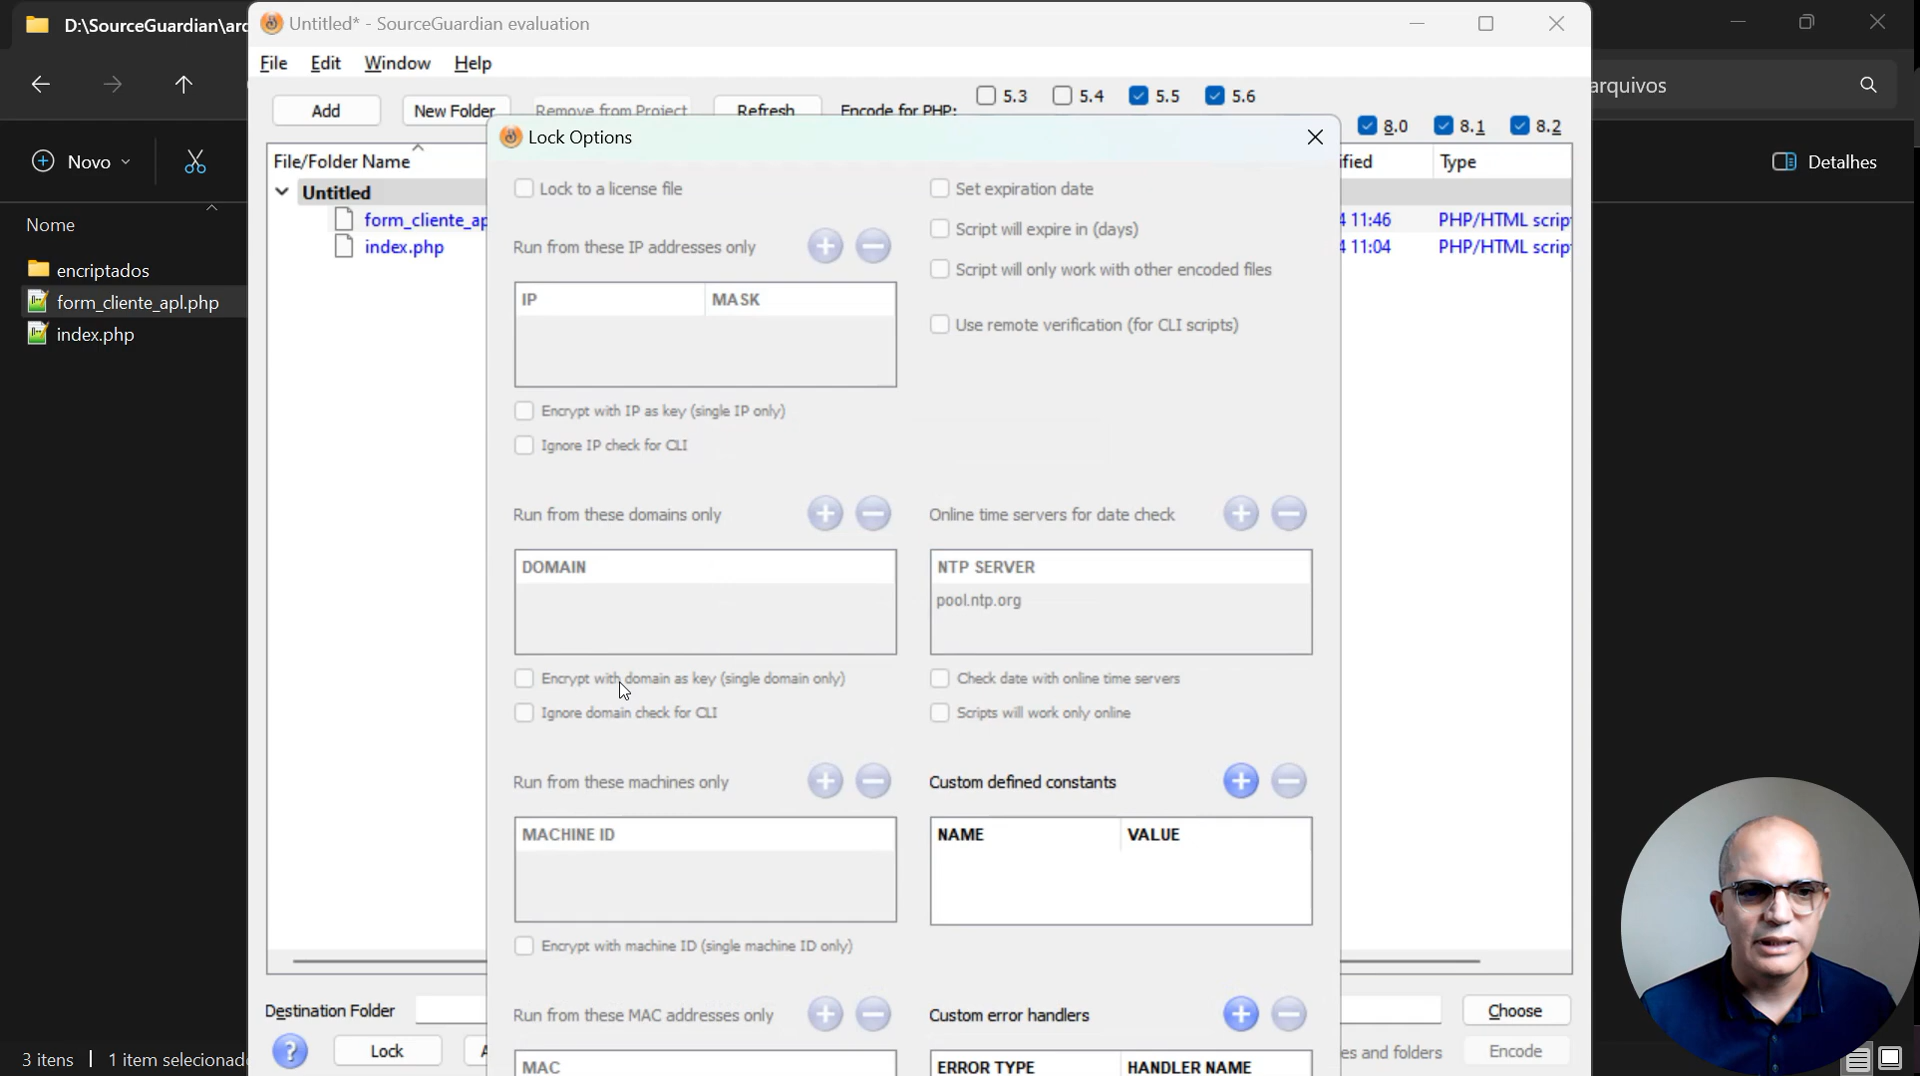 D:\SourceGuardian\arc
Untitled* - SourceGuardian evaluation
File Edit Window Help
arquivos
Add New Folder Remove from Project Refresh Encode for PHP: 5.3 5.4 5.5 5.6
8.0 8.1 8.2
Novo
Detalhes
Nome
encriptados
form_cliente_apl.php
index.php
File/Folder Name
ified Type
Untitled
form_cliente_ap 4 11:46 PHP/HTML script
index.php 4 11:04 PHP/HTML script
Lock Options
Lock to a license file
Run from these IP addresses only
IP MASK
Encrypt with IP as key (single IP only)
Ignore IP check for CLI
Set expiration date
Script will expire in (days)
Script will only work with other encoded files
Use remote verification (for CLI scripts)
Run from these domains only
DOMAIN
Encrypt with domain as key (single domain only)
Ignore domain check for CLI
Online time servers for date check
NTP SERVER
pool.ntp.org
Check date with online time servers
Scripts will work only online
Run from these machines only
MACHINE ID
Encrypt with machine ID (single machine ID only)
Custom defined constants
NAME VALUE
Run from these MAC addresses only
MAC
Custom error handlers
ERROR TYPE HANDLER NAME
Destination Folder
Choose
? Lock A
es and folders Encode
3 itens 1 item selecionado